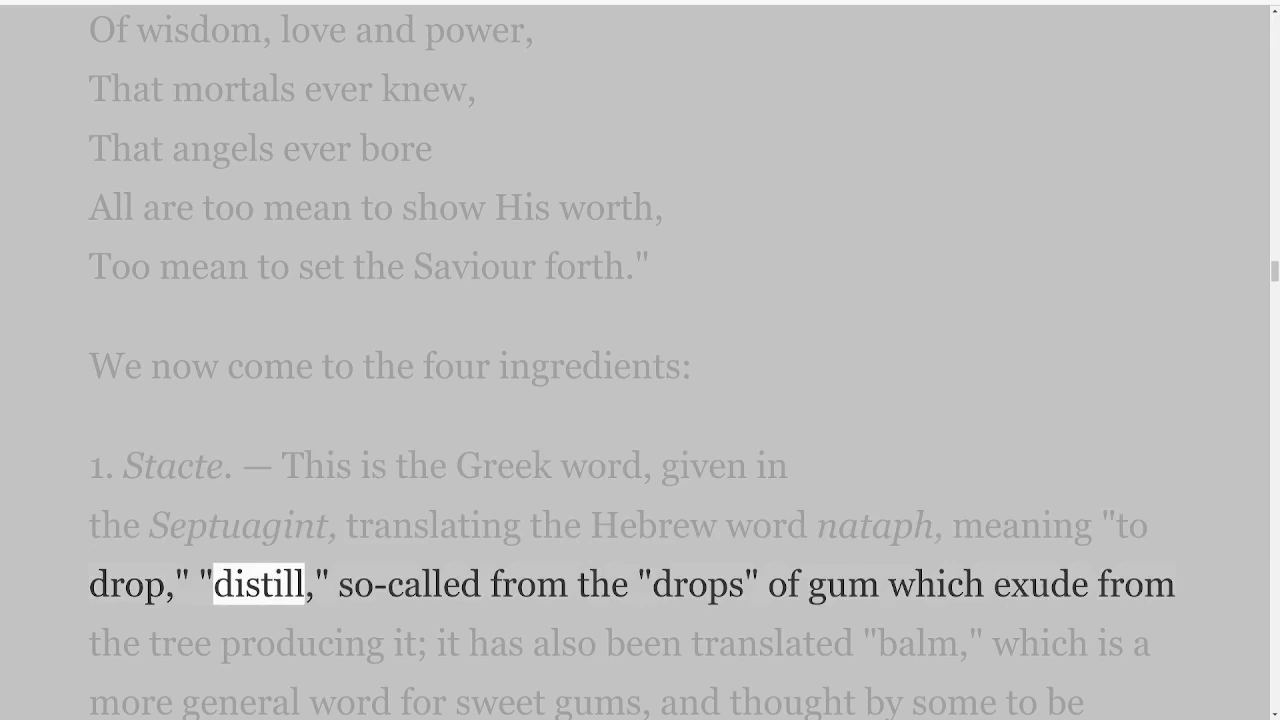 Of wisdom, love and power,
That mortals ever knew,
That angels ever bore
All are too mean to show His worth,
Too mean to set the Saviour forth."
We now come to the four ingredients:
1. Stacte. — This is the Greek word, given in
the Septuagint, translating the Hebrew word nataph, meaning "to
drop," "distill," so-called from the "drops" of gum which exude from
the tree producing it; it has also been translated "balm," which is a
more general word for sweet gums, and thought by some to be